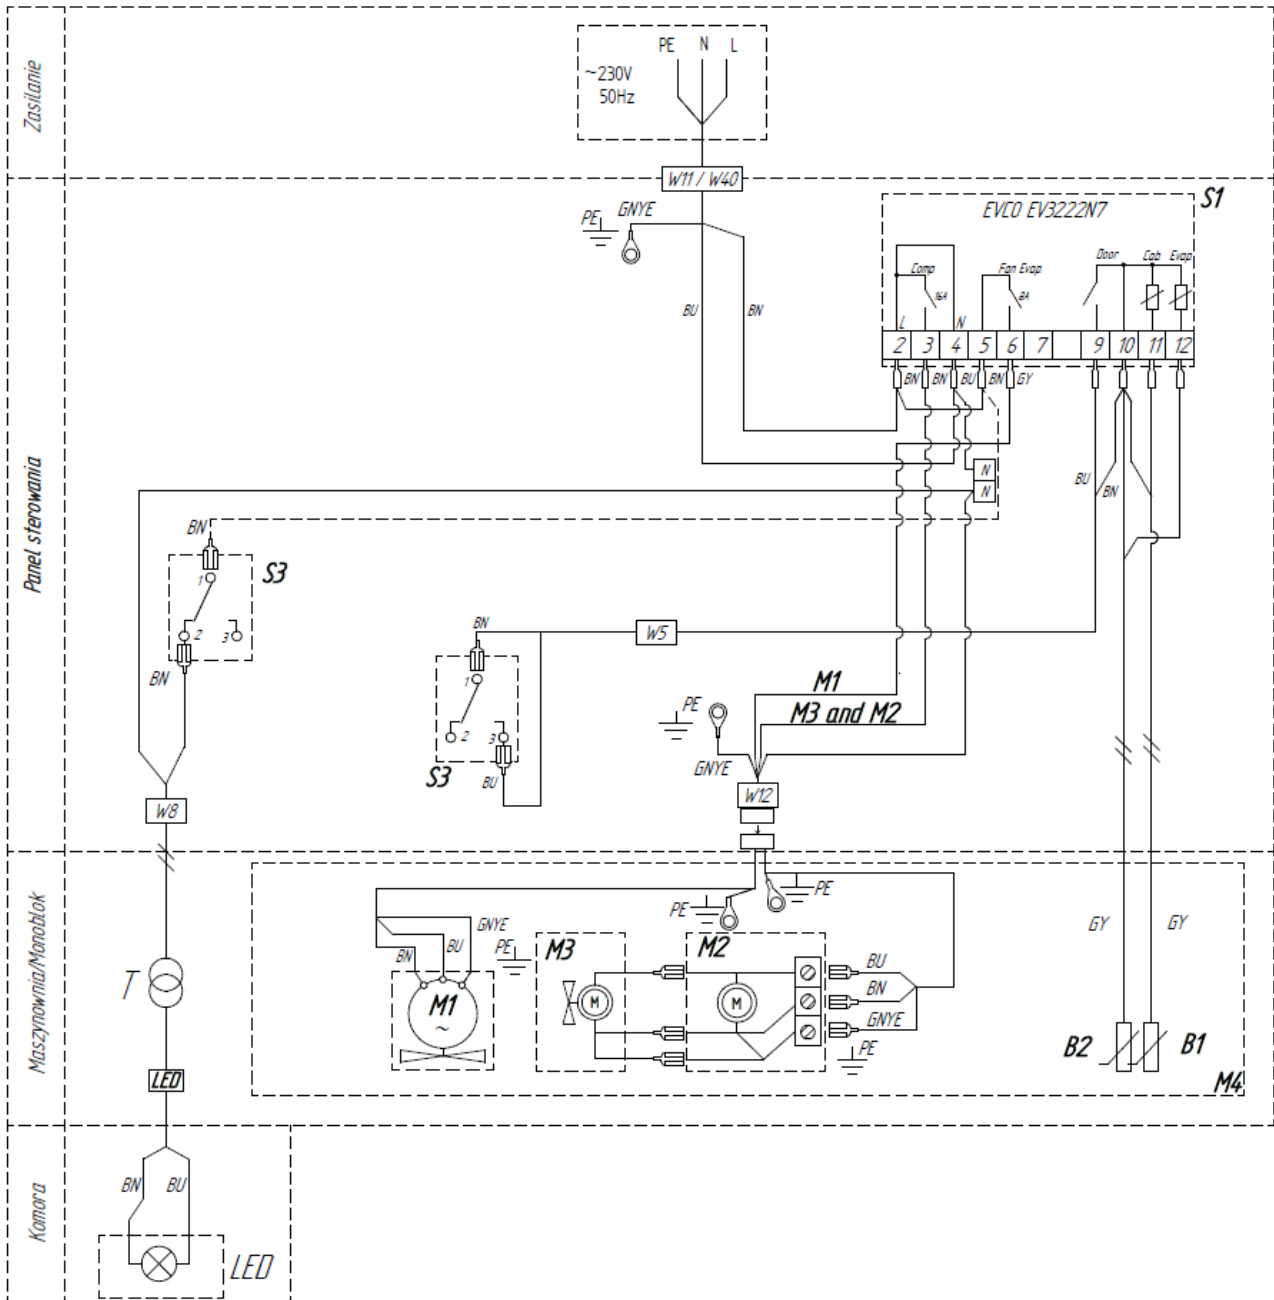 Zasilanie
PE N L
~230V
50Hz
W11 / W40
PE
GNYE
S1
EVCO EV3222N7
Door
Cab
Evap
Comp
Fan Evap
16A
8A
L
N
2 3 4 5 6 7 9 10 11 12
BN BN BU BN GY
BU
BN
N
N
BU
BN
Panel sterowania
BN
S3
1
2
3
BN
BN
W5
1
2
3
S3
BU
M1
M3 and M2
PE
GNYE
W8
W12
Maszynownia/Monoblok
PE
PE
GNYE
BU
BN
PE
M3
M2
M1
~
M
M
BU
BN
GNYE
PE
GY
GY
B2
B1
M4
T
LED
Komora
BN
BU
LED